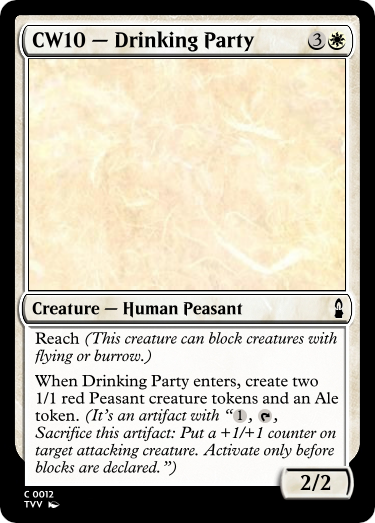 CW10 — Drinking Party 3
Creature — Human Peasant
Reach (This creature can block creatures with
flying or burrow.)
When Drinking Party enters, create two
1/1 red Peasant creature tokens and an Ale
token. (It's an artifact with “1, ,
Sacrifice this artifact: Put a +1/+1 counter on
target attacking creature. Activate only before
blocks are declared.”)
2/2
C 0012
TVV